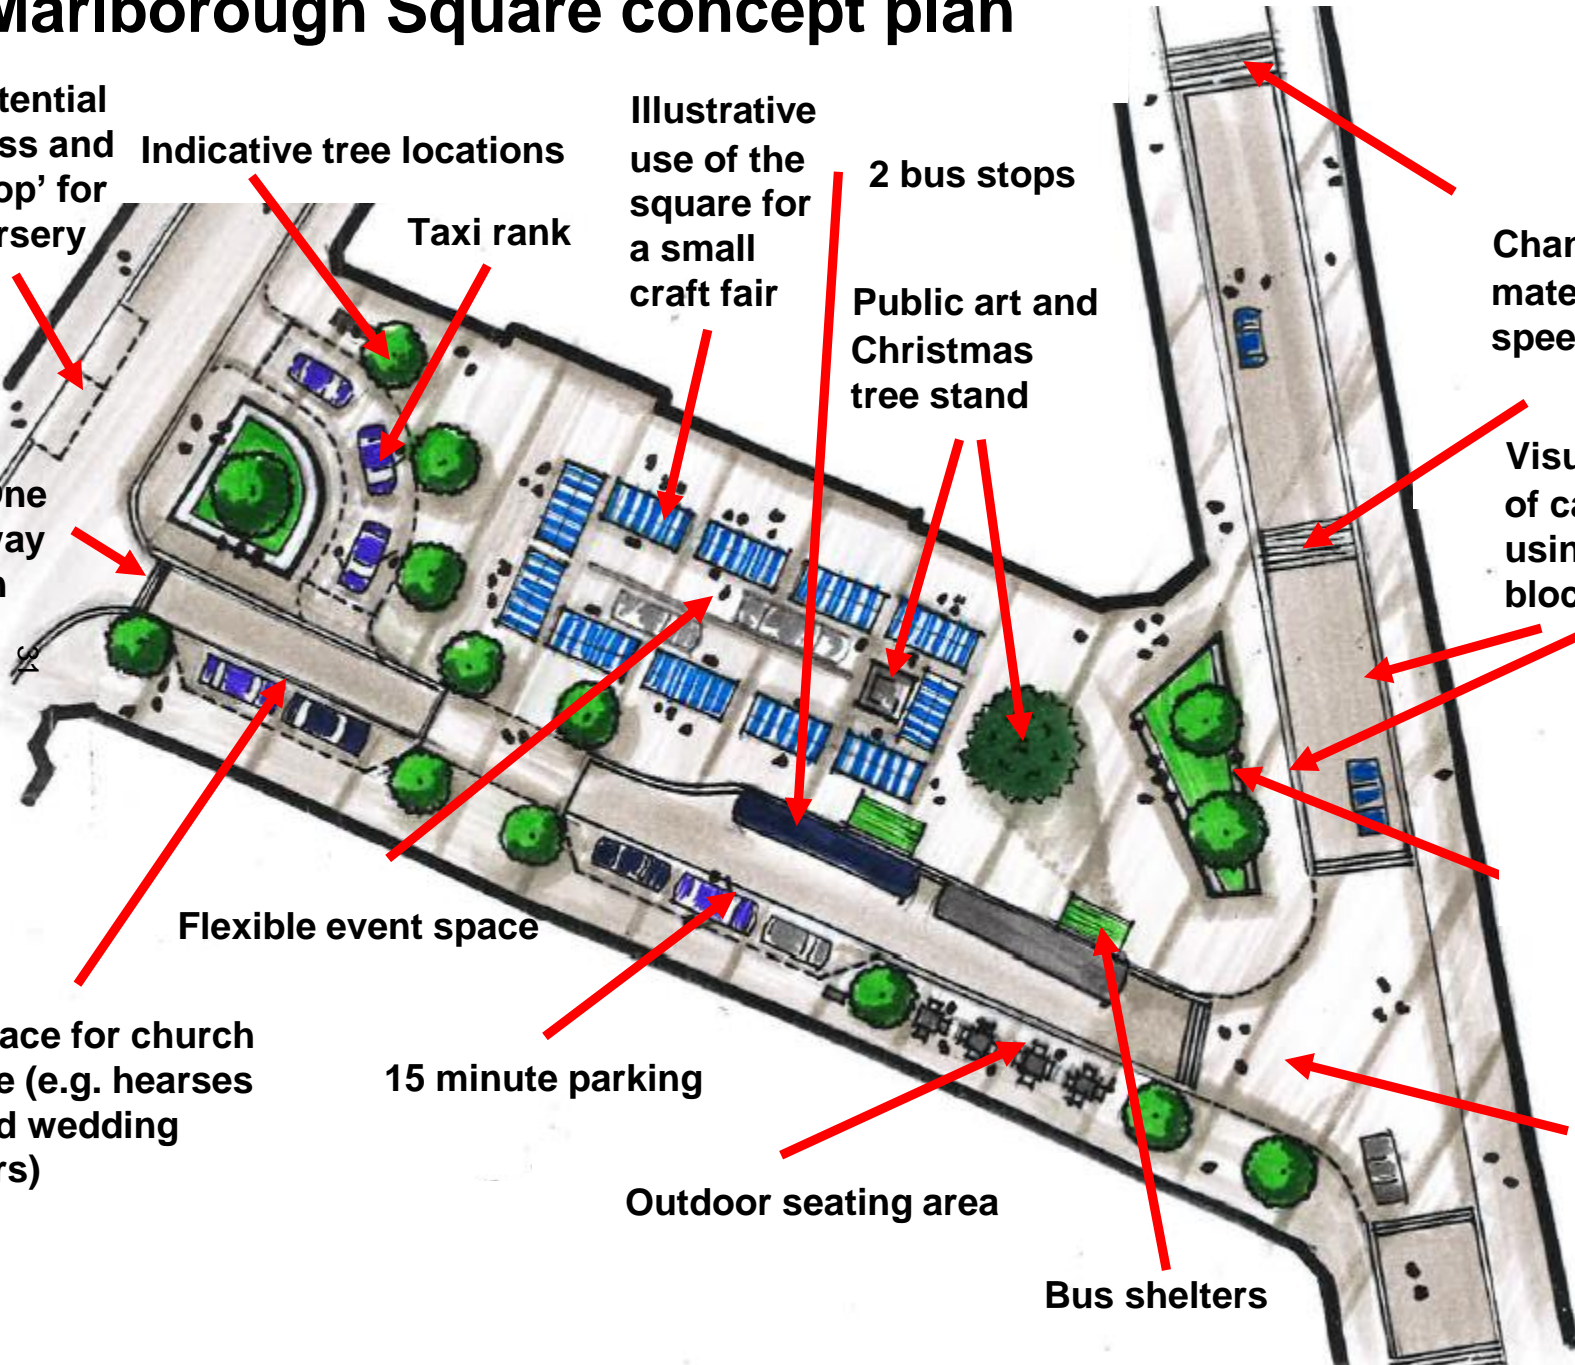 Marlborough Square concept plan
tential
ss and
op’ for
rsery
Indicative tree locations
Taxi rank
Illustrative
use of the
square for
a small
craft fair
2 bus stops
Public art and
Christmas
tree stand
Char
mate
spee
Visu
of ca
usin
bloc
One
way
n
31
Flexible event space
ace for church
e (e.g. hearses
d wedding
rs)
15 minute parking
Outdoor seating area
Bus shelters